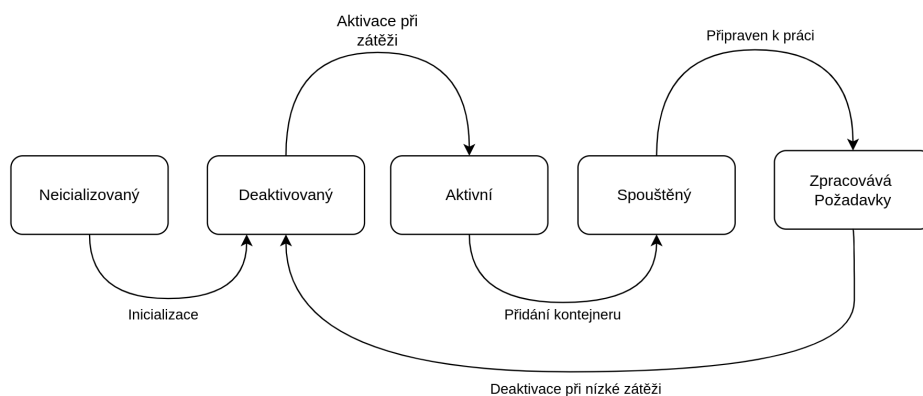 Aktivace při
zátěži
Připraven k práci
Neicializovaný
Deaktivovaný
Aktivní
Spouštěný
Zpracovává
Požadavky
Inicializace
Přidání kontejneru
Deaktivace při nízké zátěži